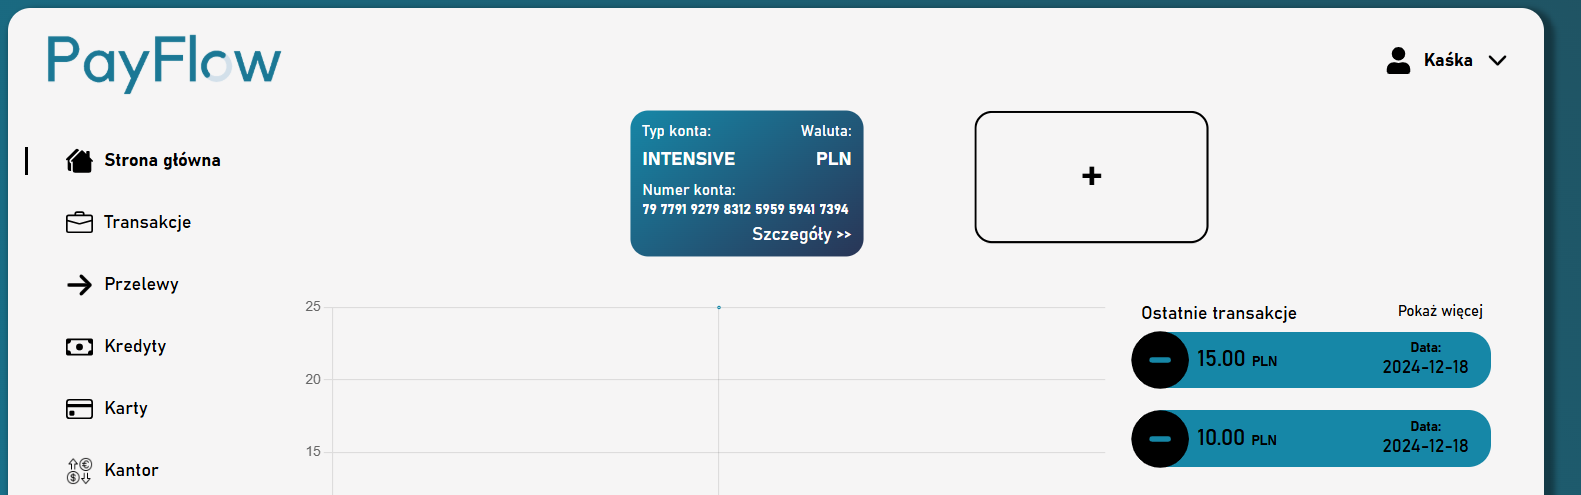 PayFlow
Kaśka
Strona główna
Transakcje
Przelewy
Kredyty
Karty
Kantor
Typ konta: Waluta:
INTENSIVE PLN
Numer konta:
79 7791 9279 8312 5959 5941 7394
Szczegóły >>
+
25
20
15
Ostatnie transakcje Pokaż więcej
15.00 PLN
Data:
2024-12-18
10.00 PLN
Data:
2024-12-18